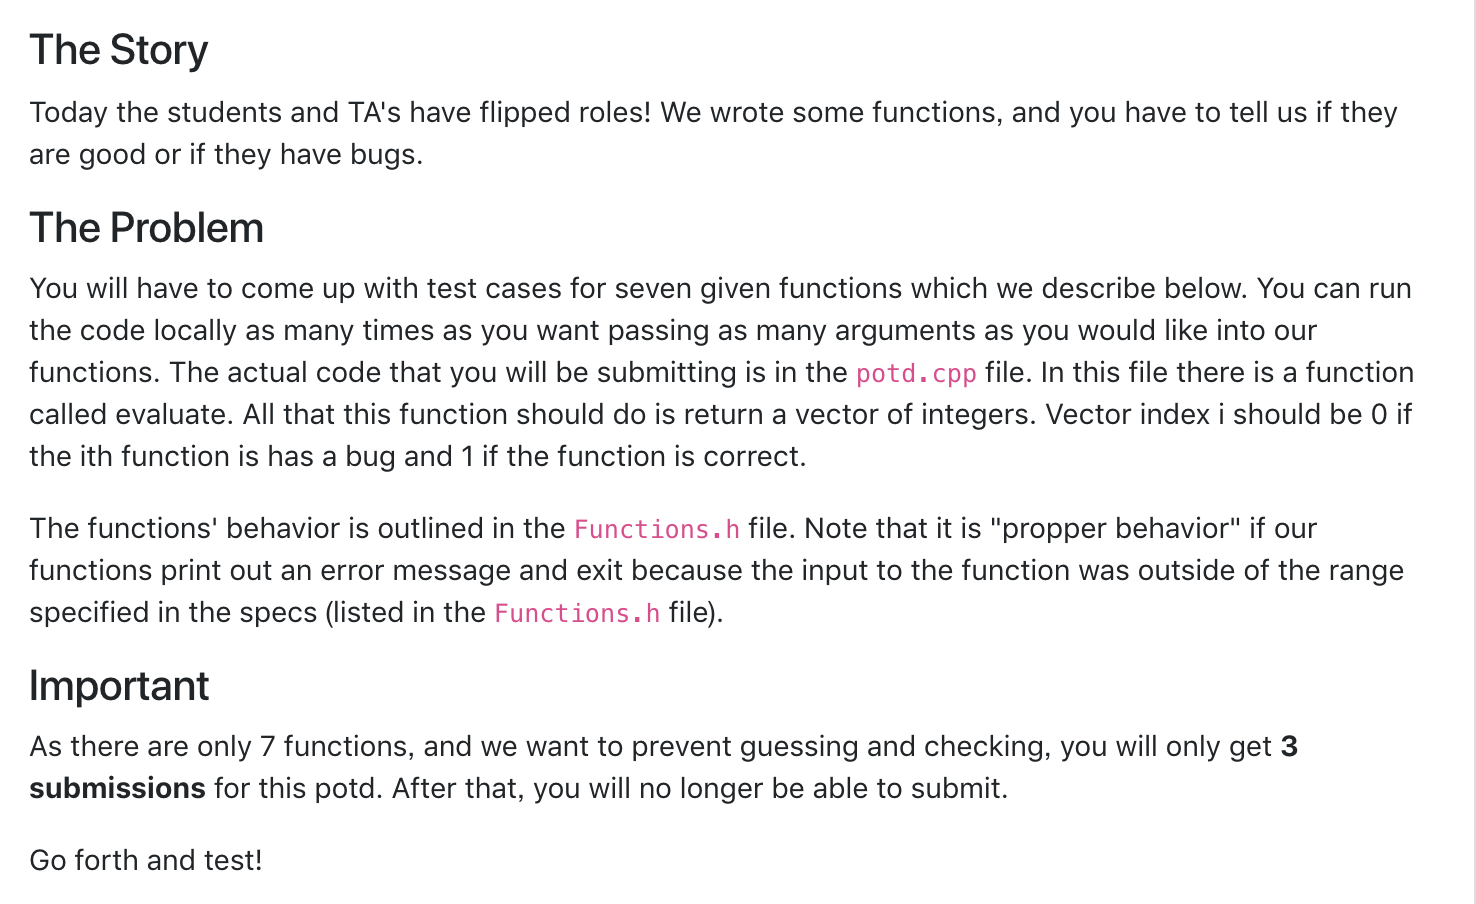 The Story
Today the students and TA's have flipped roles! We wrote some functions, and you have to tell us if they
are good or if they have bugs.
The Problem
You will have to come up with test cases for seven given functions which we describe below. You can run
the code locally as many times as you want passing as many arguments as you would like into our
functions. The actual code that you will be submitting is in the potd.cpp file. In this file there is a function
called evaluate. All that this function should do is return a vector of integers. Vector index i should be 0 if
the ith function is has a bug and 1 if the function is correct.
The functions' behavior is outlined in the Functions.h file. Note that it is "propper behavior" if our
functions print out an error message and exit because the input to the function was outside of the range
specified in the specs (listed in the Functions.h file).
Important
As there are only 7 functions, and we want to prevent guessing and checking, you will only get 3
submissions for this potd. After that, you will no longer be able to submit.
Go forth and test!